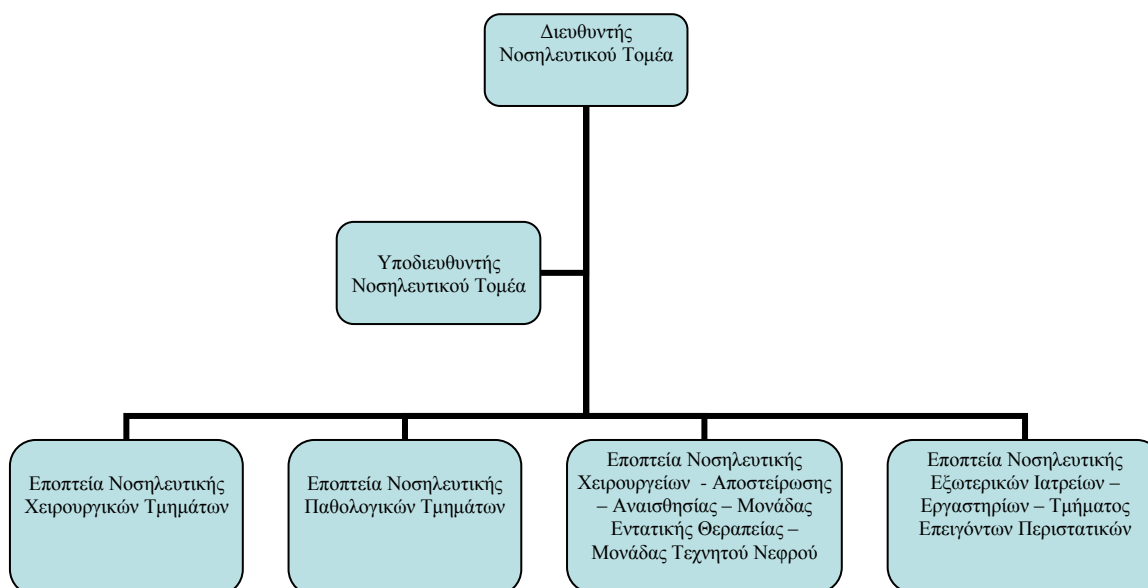 Διευθυντής
Νοσηλευτικού Τομέα
Υποδιευθυντής
Νοσηλευτικού Τομέα
Εποπτεία Νοσηλευτικής
Χειρουργικών Τμημάτων
Εποπτεία Νοσηλευτικής
Παθολογικών Τμημάτων
Εποπτεία Νοσηλευτικής
Χειρουργείων - Αποστείρωσης
– Αναισθησίας – Μονάδας
Εντατικής Θεραπείας –
Μονάδας Τεχνητού Νεφρού
Εποπτεία Νοσηλευτικής
Εξωτερικών Ιατρείων –
Εργαστηρίων – Τμήματος
Επειγόντων Περιστατικών